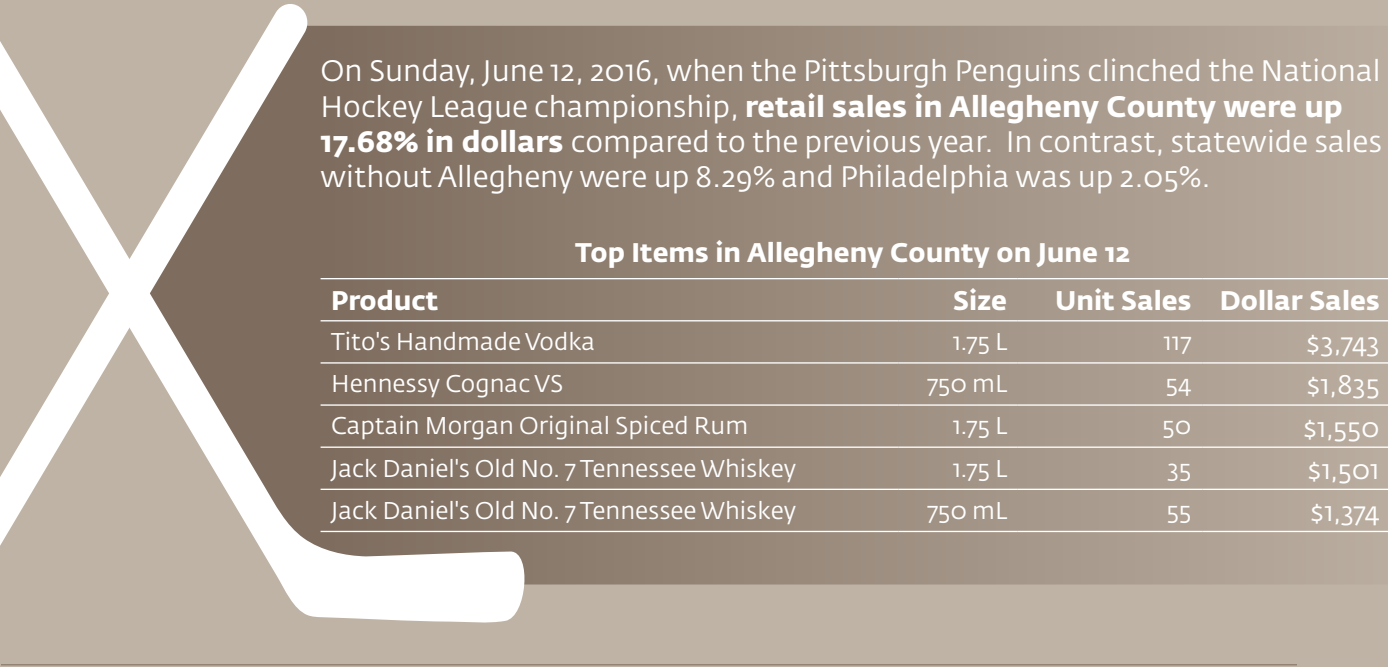 On Sunday, June 12, 2016, when the Pittsburgh Penguins clinched the National
Hockey League championship, retail sales in Allegheny County were up
17.68% in dollars compared to the previous year.  In contrast, statewide sales
without Allegheny were up 8.29% and Philadelphia was up 2.05%.
Top Items in Allegheny County on June 12
Product Size Unit Sales Dollar Sales
Tito's Handmade Vodka 1.75 L 117 $3,743
Hennessy Cognac VS 750 mL 54 $1,835
Captain Morgan Original Spiced Rum 1.75 L 50 $1,550
Jack Daniel's Old No. 7 Tennessee Whiskey 1.75 L 35 $1,501
Jack Daniel's Old No. 7 Tennessee Whiskey 750 mL 55 $1,374